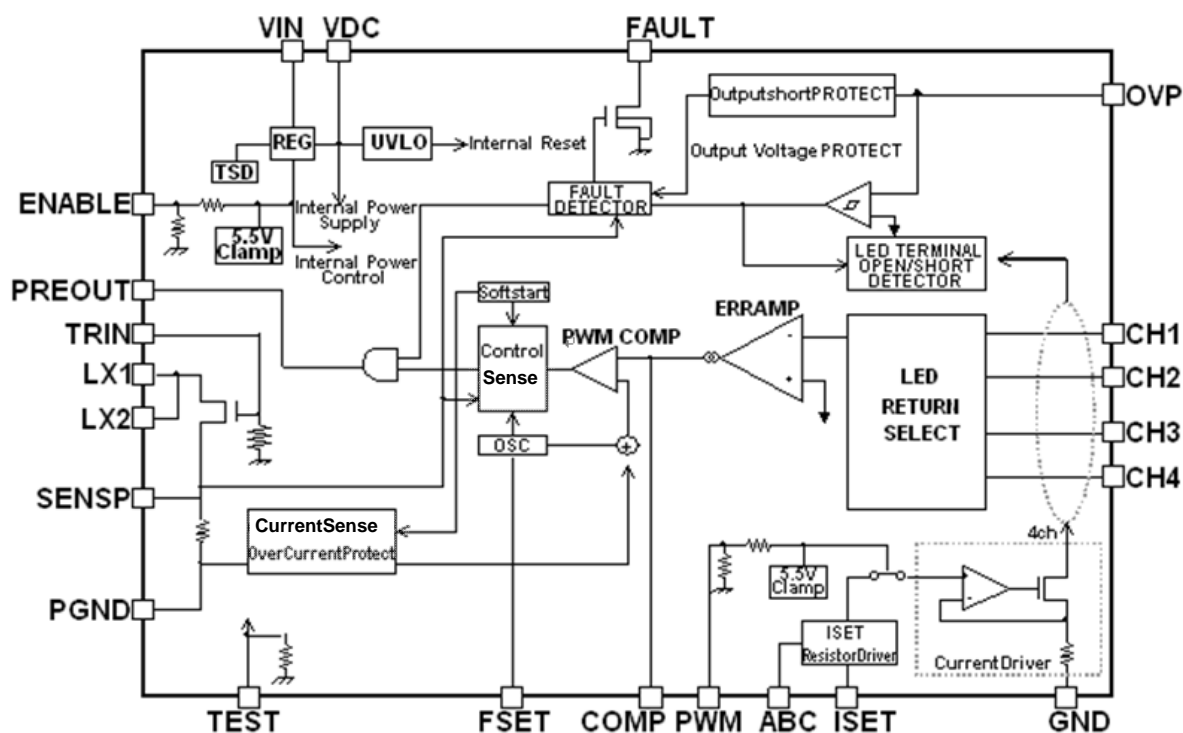 VIN VDC FAULT
OutputshortPROTECT
OVP
REG
UVLO
Internal Reset
Output Voltage PROTECT
TSD
ENABLE
FAULT
DETECTOR
Internal Power
Supply
5.5V
Clamp
LED TERMINAL
OPEN/SHORT
DETECTOR
Internal Power
Control
PREOUT
Softstart
ERRAMP
TRIN
PWM COMP
CH1
Control
Sense
-
+
LX1
LED
RETURN
SELECT
CH2
LX2
OSC
+
CH3
CH4
SENSP
CurrentSense
OverCurrentProtect
4ch
5.5V
Clamp
+
-
PGND
ISET
ResistorDriver
CurrentDriver
TEST FSET COMP PWM ABC ISET GND